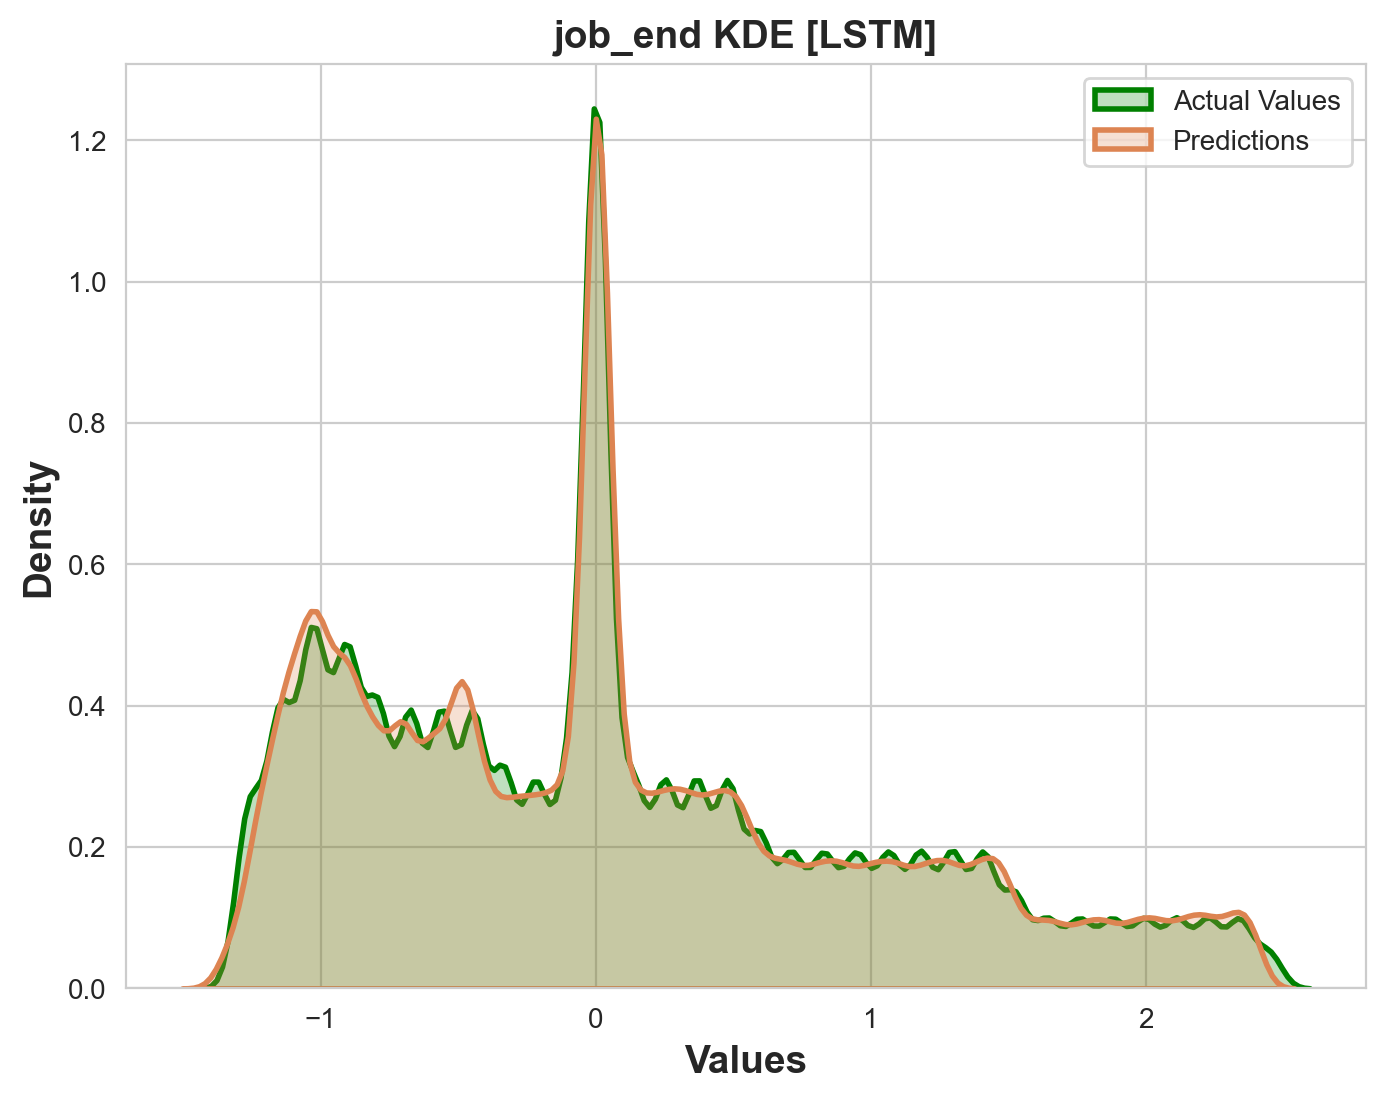 job_end KDE [LSTM]
Actual Values
Predictions
1.2
1.0
0.8
0.6
0.4
0.2
0.0
Density
−1
0
1
2
Values